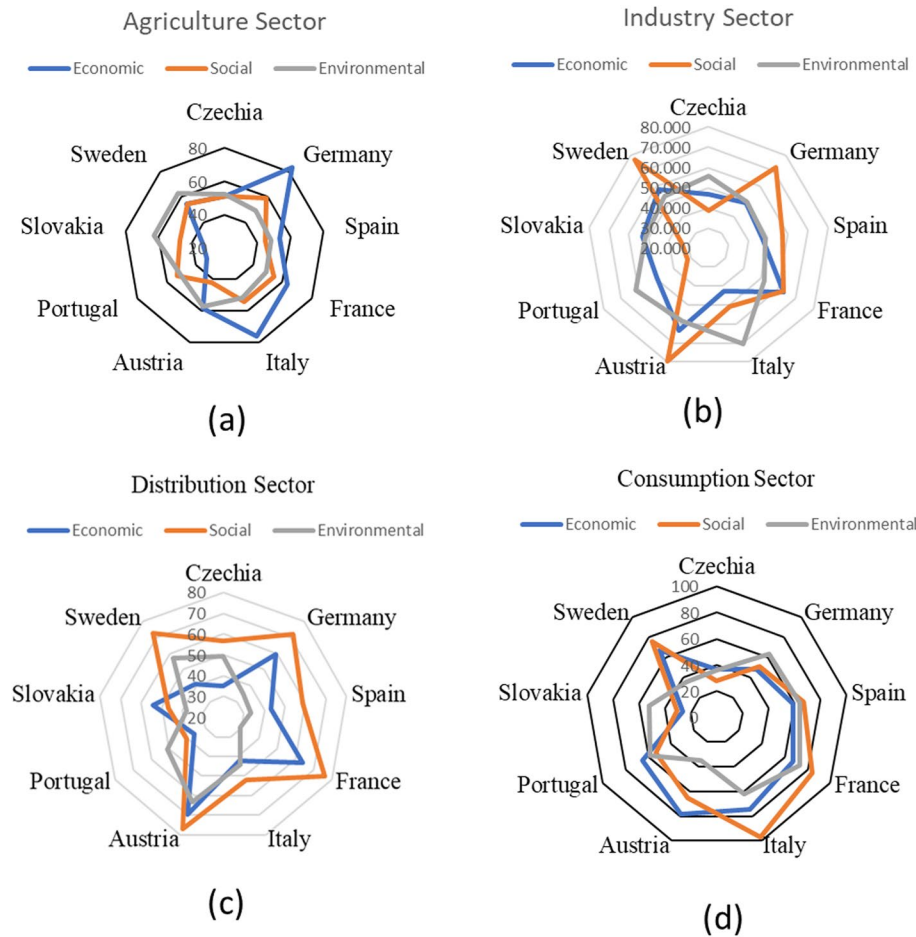 Agriculture Sector
Economic Social Environmental
Czechia
Germany
Spain
France
Italy
Austria
Portugal
Slovakia
Sweden
80
60
40
20
(a)
Industry Sector
Economic Social Environmental
Czechia
Germany
Spain
France
Italy
Austria
Portugal
Slovakia
Sweden
80.000
70.000
60.000
50.000
40.000
30.000
20.000
(b)
Distribution Sector
Economic Social Environmental
Czechia
Germany
Spain
France
Italy
Austria
Portugal
Slovakia
Sweden
80
70
60
50
40
30
20
(c)
Consumption Sector
Economic Social Environmental
Czechia
Germany
Spain
France
Italy
Austria
Portugal
Slovakia
Sweden
100
80
60
40
20
0
(d)